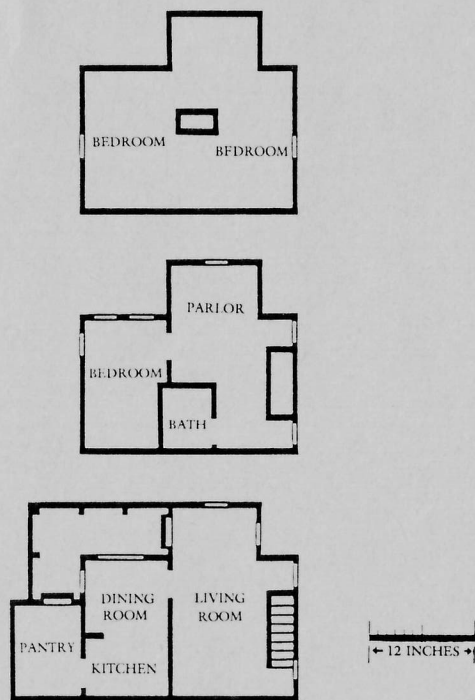 BEDROOM
BFDROOM
PARLOR
BEDROOM
BATH
DINING
ROOM
LIVING
ROOM
PANTRY
KITCHEN
12 INCHES